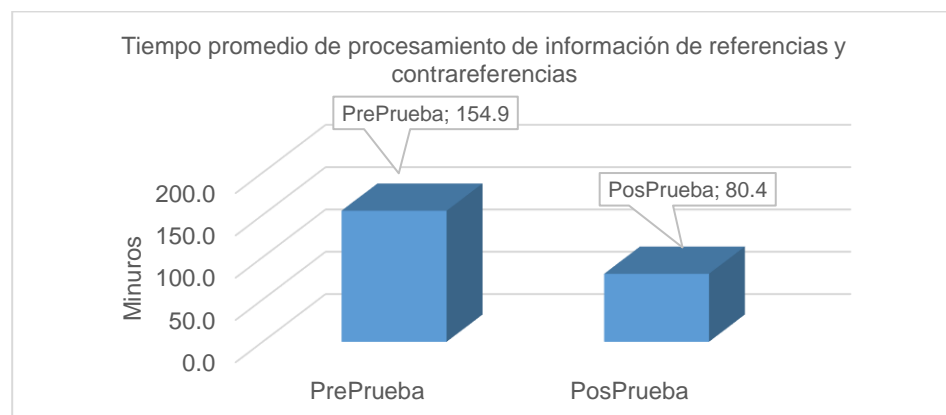 Tiempo promedio de procesamiento de información de referencias y
contrareferencias
PrePrueba; 154.9
PosPrueba; 80.4
200.0
150.0
100.0
50.0
0.0
Minuros
PrePrueba
PosPrueba